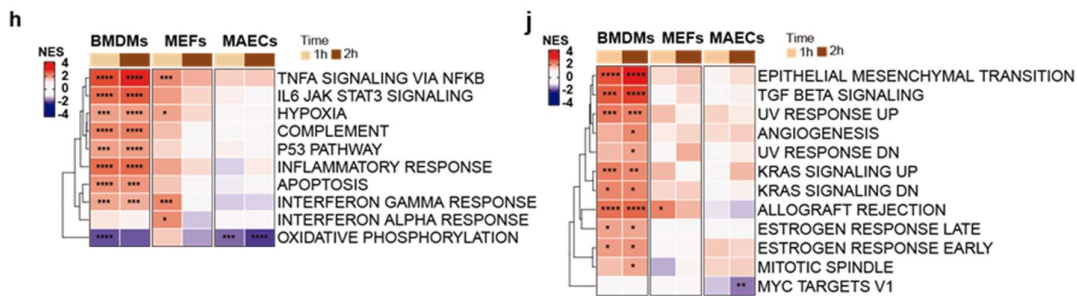 h
BMDMs MEFs MAECs
Time
1h 2h
NES
4
2
0
-2
-4
**** **** *** TNFA SIGNALING VIA NFKB
**** **** IL6 JAK STAT3 SIGNALING
*** **** * HYPOXIA
**** **** COMPLEMENT
*** **** P53 PATHWAY
**** **** INFLAMMATORY RESPONSE
**** *** APOPTOSIS
*** *** *** INTERFERON GAMMA RESPONSE
* INTERFERON ALPHA RESPONSE
**** *** **** OXIDATIVE PHOSPHORYLATION
j
BMDMs MEFs MAECs
Time
1h 2h
NES
4
2
0
-2
-4
**** **** EPITHELIAL MESENCHYMAL TRANSITION
*** **** TGF BETA SIGNALING
*** *** UV RESPONSE UP
* ANGIOGENESIS
* UV RESPONSE DN
*** ** KRAS SIGNALING UP
* * KRAS SIGNALING DN
**** **** * ALLOGRAFT REJECTION
* * ESTROGEN RESPONSE LATE
* * ESTROGEN RESPONSE EARLY
* MITOTIC SPINDLE
** MYC TARGETS V1